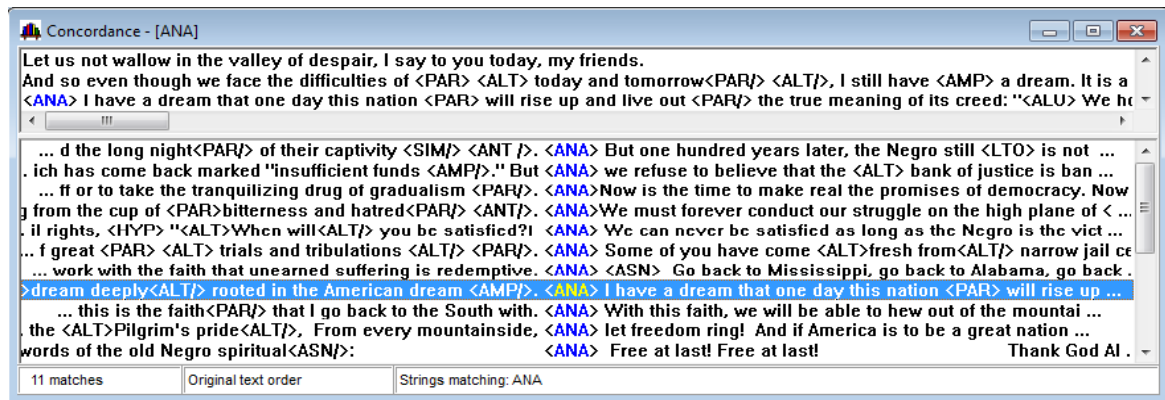 Concordance - [ANA]
Let us not wallow in the valley of despair, I say to you today, my friends.
And so even though we face the difficulties of <PAR> <ALT> today and tomorrow<PAR/> <ALT/>, I still have <AMP> a dream. It is a
<ANA> I have a dream that one day this nation <PAR> will rise up and live out <PAR/> the true meaning of its creed: "<ALU> We
... d the long night<PAR/> of their captivity <SIM/> <ANT />. <ANA> But one hundred years later, the Negro still <LTO> is not ...
. ich has come back marked "insufficient funds <AMP/>." But <ANA> we refuse to believe that the <ALT> bank of justice is ban ...
... ff or to take the tranquilizing drug of gradualism <PAR/>. <ANA>Now is the time to make real the promises of democracy. Now
g from the cup of <PAR>bitterness and hatred<PAR/> <ANT/>. <ANA>We must forever conduct our struggle on the high plane of < ...
. il rights, <HYP> "<ALT>When will<ALT/> you be satisfied?I <ANA> We can never be satisfied as long as the Negro is the vict ...
... f great <PAR> <ALT> trials and tribulations <ALT/> <PAR/>. <ANA> Some of you have come <ALT>fresh from<ALT/> narrow jail ce
... work with the faith that unearned suffering is redemptive. <ANA> <ASN> Go back to Mississippi, go back to Alabama, go back .
>dream deeply<ALT/> rooted in the American dream <AMP/>. <ANA> I have a dream that one day this nation <PAR> will rise up ...
... this is the faith<PAR/> that I go back to the South with. <ANA> With this faith, we will be able to hew out of the mountai ...
. the <ALT>Pilgrim's pride<ALT/>, From every mountainside, <ANA> let freedom ring! And if America is to be a great nation ...
words of the old Negro spiritual<ASN/>: <ANA> Free at last! Free at last! Thank God Al .
11 matches Original text order Strings matching: ANA